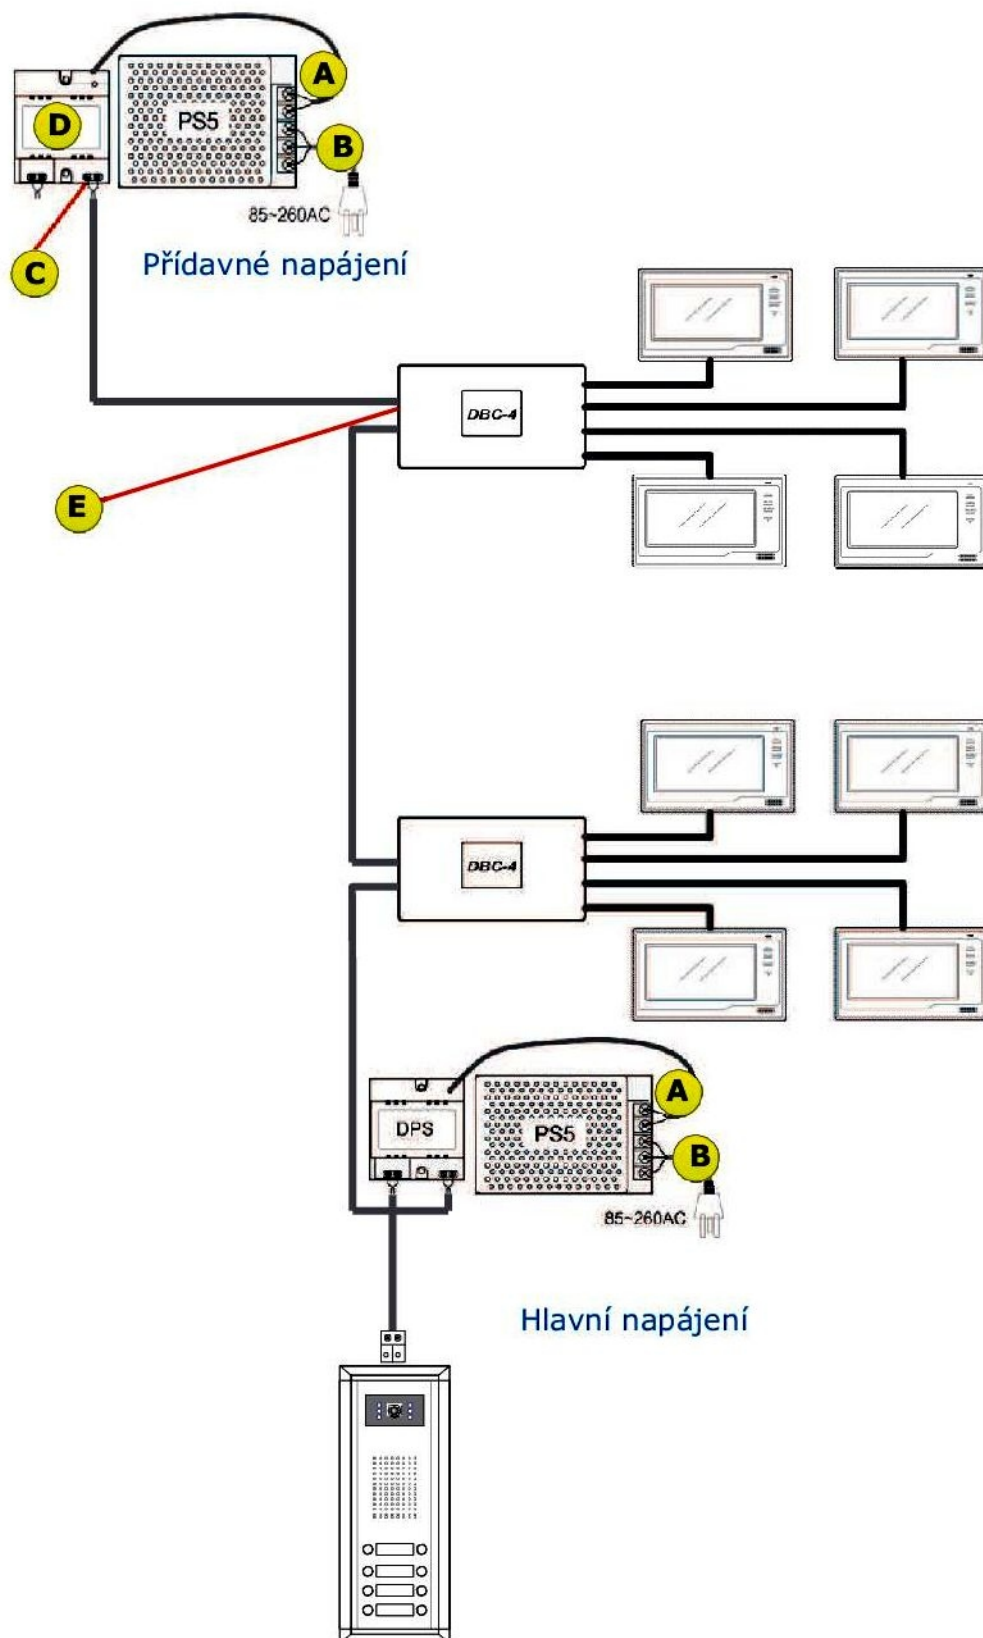 A
D
PS5
B
85~260AC
C
Přídavné napájení
DBC-4
E
DBC-4
A
DPS
PS5
B
85~260AC
Hlavní napájení